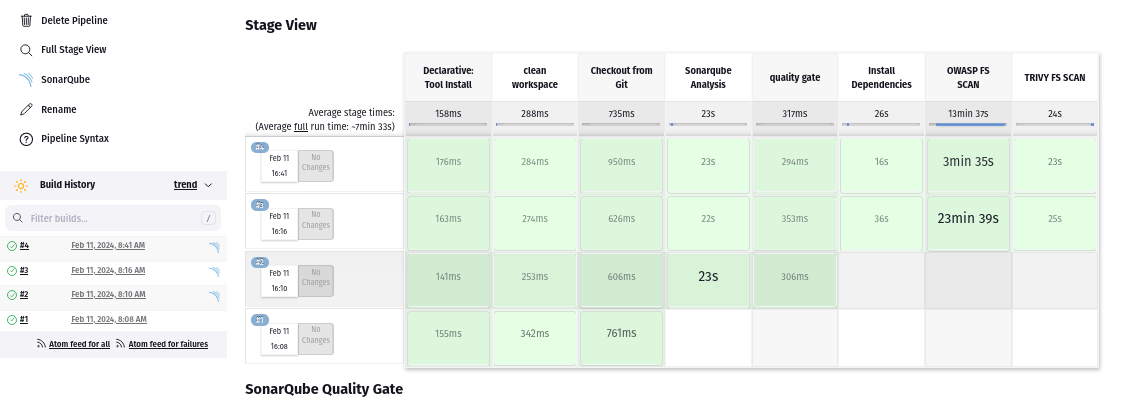 Delete Pipeline
Full Stage View
SonarQube
Rename
Pipeline Syntax
Build History trend
Filter builds... /
#4 Feb 11, 2024, 8:41 AM
#3 Feb 11, 2024, 8:16 AM
#2 Feb 11, 2024, 8:10 AM
#1 Feb 11, 2024, 8:08 AM
Atom feed for all Atom feed for failures
Stage View
Declarative: Tool Install
clean workspace
Checkout from Git
Sonarqube Analysis
quality gate
Install Dependencies
OWASP FS SCAN
TRIVY FS SCAN
Average stage times:
(Average full run time: ~7min 33s)
158ms 288ms 735ms 23s 317ms 26s 13min 37s 24s
#4
Feb 11
16:41
No
Changes
176ms 284ms 950ms 23s 294ms 16s 3min 35s 23s
#3
Feb 11
16:16
No
Changes
163ms 274ms 626ms 22s 353ms 36s 23min 39s 25s
#2
Feb 11
16:10
No
Changes
141ms 253ms 606ms 23s 306ms
#1
Feb 11
16:08
No
Changes
155ms 342ms 761ms
SonarQube Quality Gate